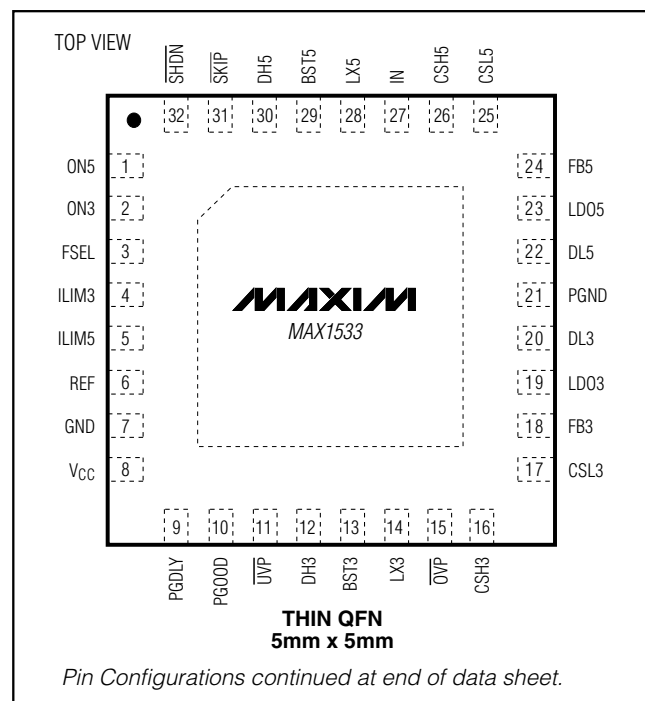 TOP VIEW
SHDN
SKIP
DH5
BST5
LX5
IN
CSH5
CSL5
32
31
30
29
28
27
26
25
ON5 1
ON3 2
FSEL 3
ILIM3 4
ILIM5 5
REF 6
GND 7
VCC 8
MAXIM
MAX1533
24 FB5
23 LDO5
22 DL5
21 PGND
20 DL3
19 LDO3
18 FB3
17 CSL3
9
10
11
12
13
14
15
16
PGDLY
PGOOD
UVP
DH3
BST3
LX3
OVP
CSH3
THIN QFN
5mm x 5mm
Pin Configurations continued at end of data sheet.